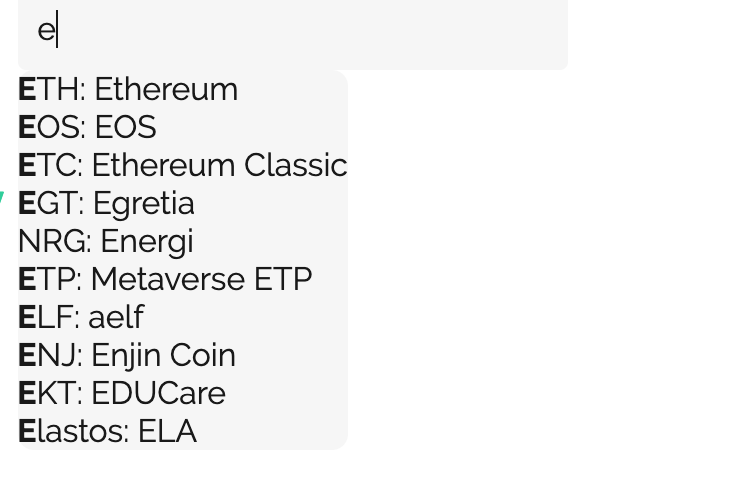 e
ETH: Ethereum
EOS: EOS
ETC: Ethereum Classic
EGT: Egretia
NRG: Energi
ETP: Metaverse ETP
ELF: aelf
ENJ: Enjin Coin
EKT: EDUCare
Elastos: ELA